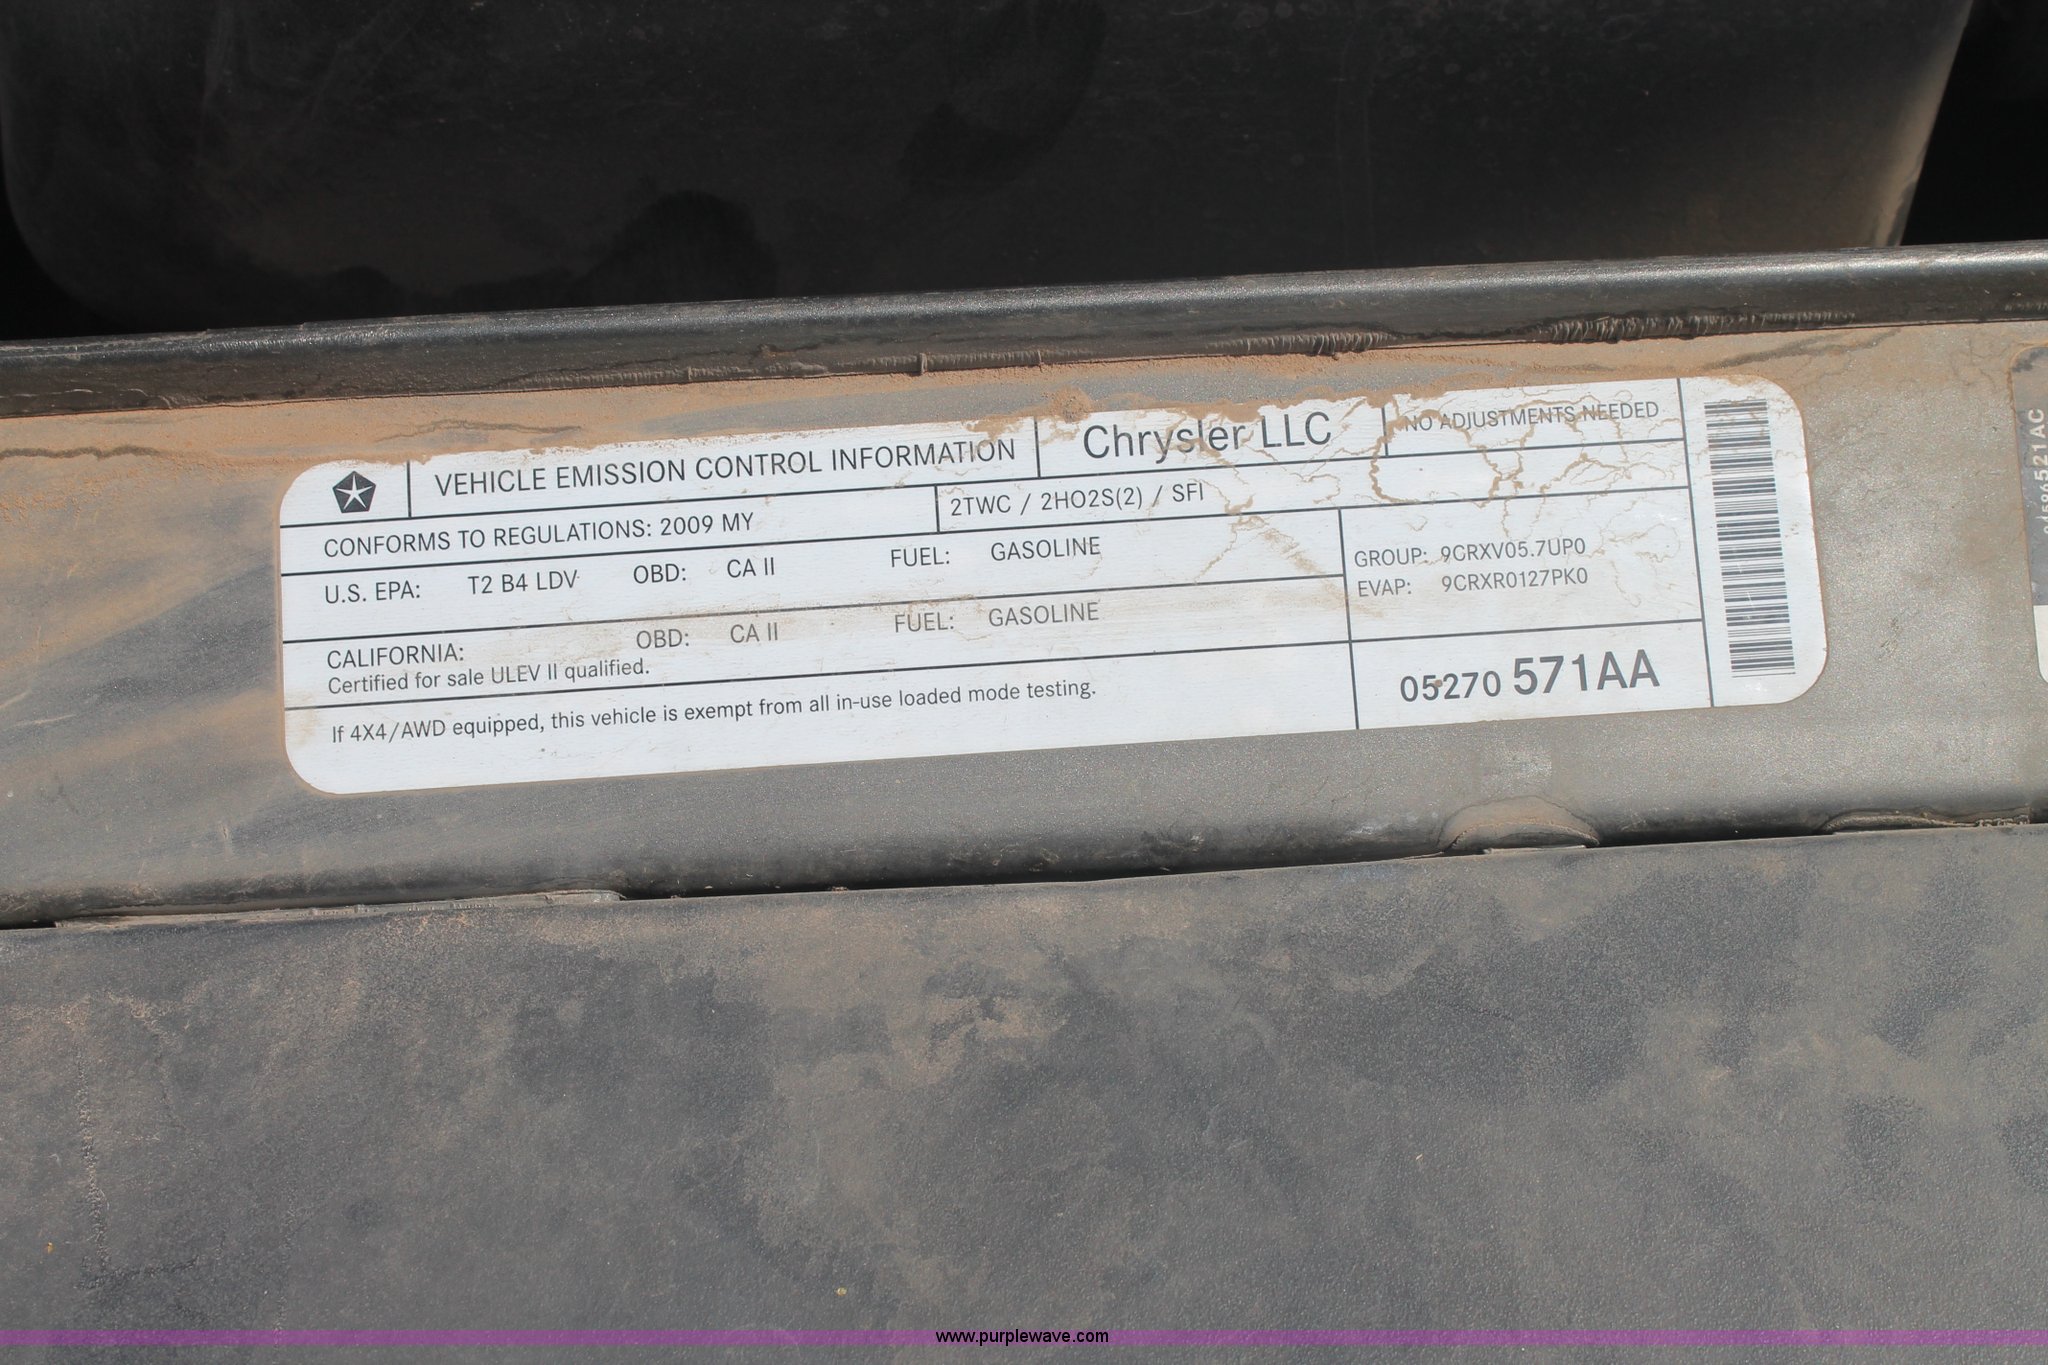 VEHICLE EMISSION CONTROL INFORMATION
Chrysler LLC
NO ADJUSTMENTS NEEDED
CONFORMS TO REGULATIONS: 2009 MY
2TWC / 2HO2S(2) / SFI
U.S. EPA: T2 B4 LDV OBD: CA II FUEL: GASOLINE
GROUP: 9CRXV05.7UP0
EVAP: 9CRXR0127PK0
CALIFORNIA: OBD: CA II FUEL: GASOLINE
Certified for sale ULEV II qualified.
If 4X4/AWD equipped, this vehicle is exempt from all in-use loaded mode testing.
05270 571AA
www.purplewave.com